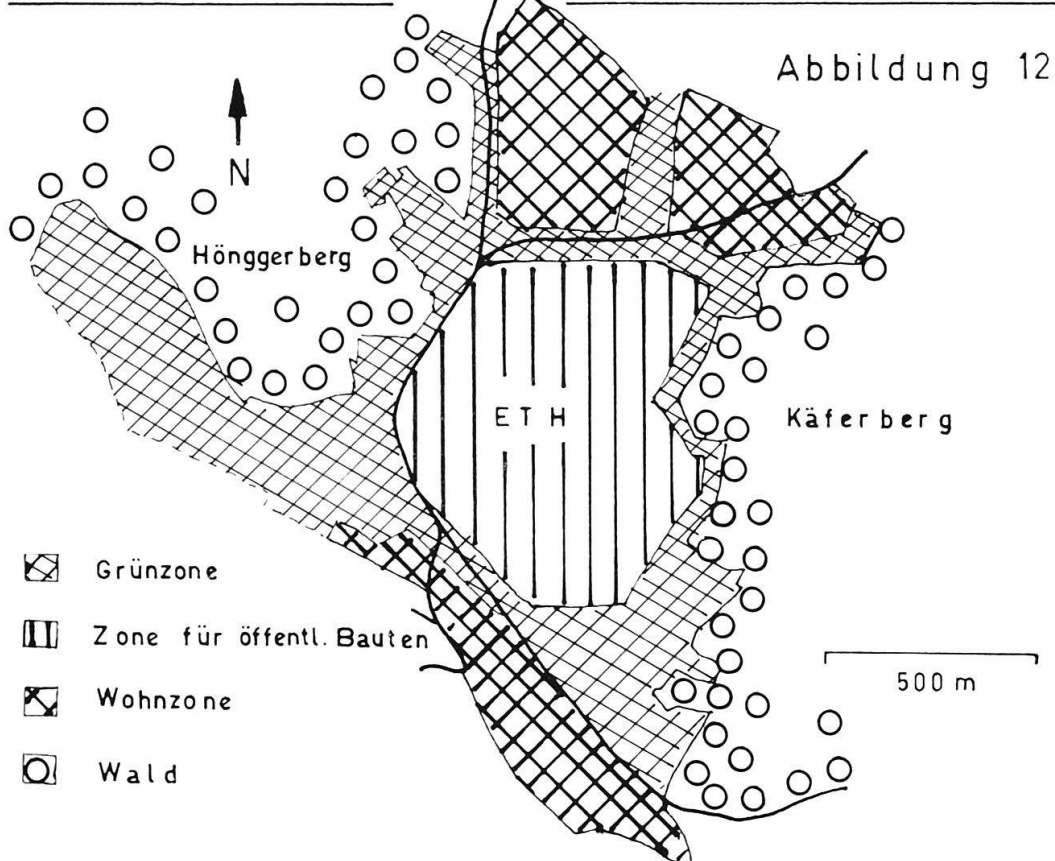 Abbildung 12
N
Hönggerberg
ETH
Käferberg
Grünzone
Zone für öffentl. Bauten
Wohnzone
Wald
500 m